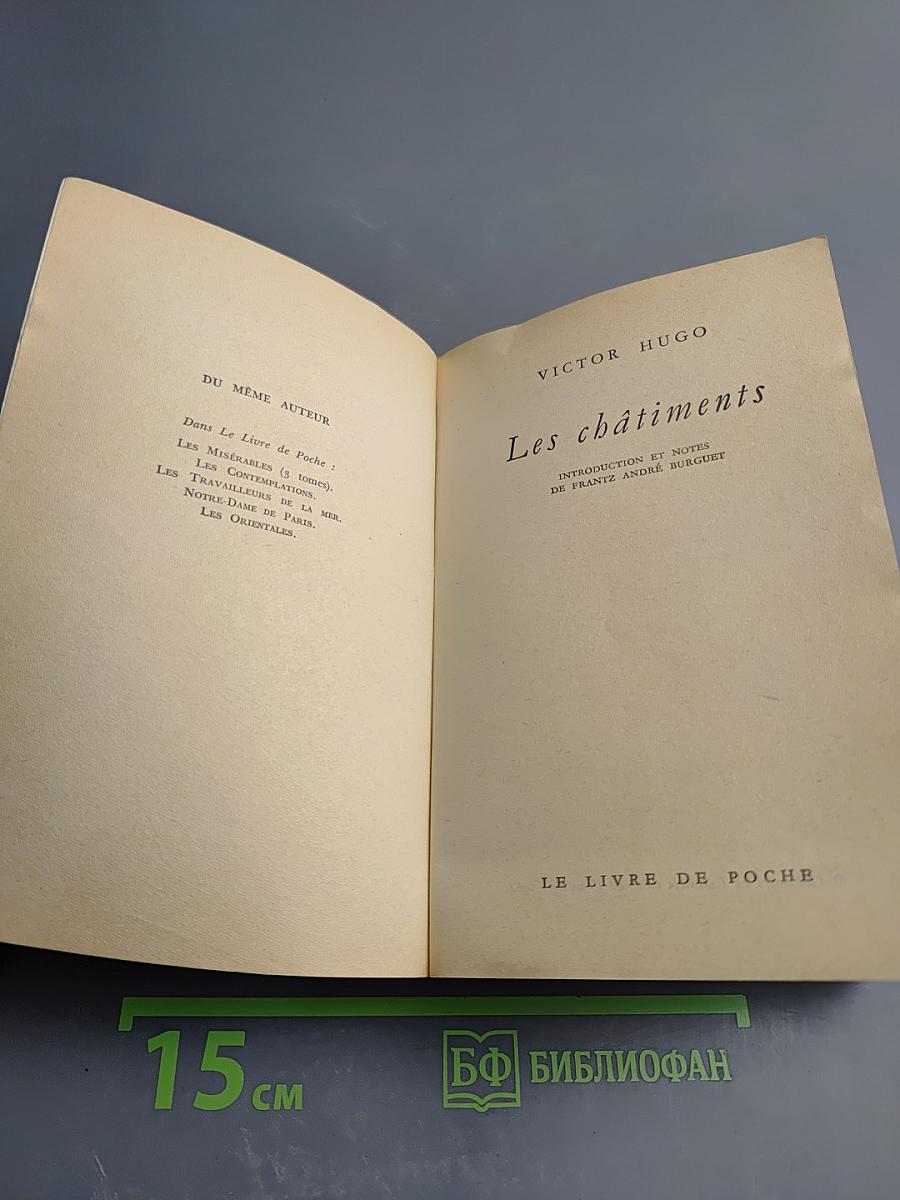 DU MÊME AUTEUR
Dans Le Livre de Poche :
LES MISÉRABLES (3 tomes).
LES CONTEMPLATIONS.
LES TRAVAILLEURS DE LA MER.
NOTRE-DAME DE PARIS.
LES ORIENTALES.
VICTOR HUGO
Les châtiments
INTRODUCTION ET NOTES
DE FRANTZ ANDRÉ BURGUET
LE LIVRE DE POCHE
15 см
БФ БИБЛИОФАН